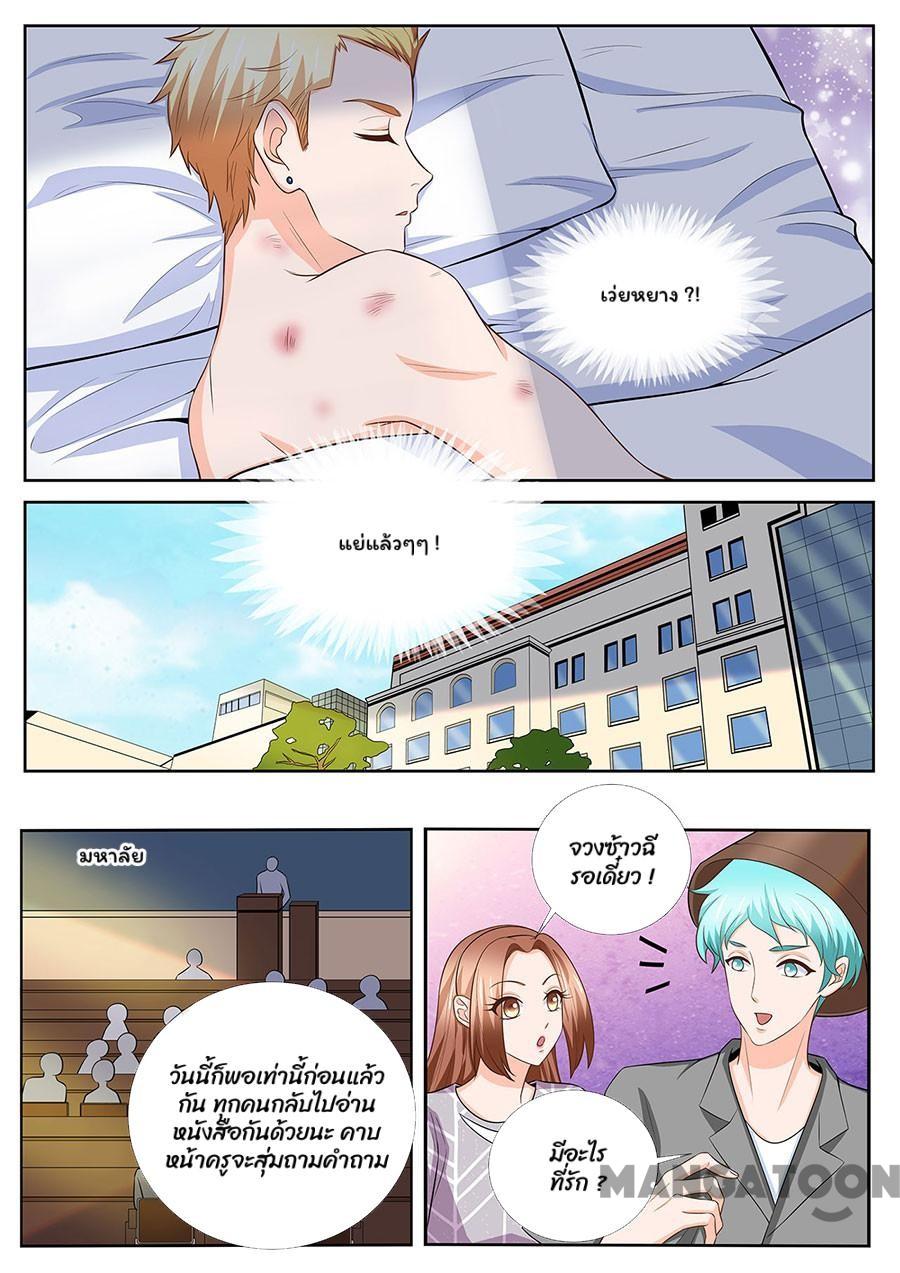 เว่ยหยาง ?!
แย่แล้วๆๆ !
มหาลัย
วันนี้ก็พอเท่านี้ก่อนแล้ว
กัน ทุกคนกลับไปอ่าน
หนังสือกันด้วยนะ คาบ
หน้าครูจะสุ่มถามคำถาม
จวงซ้าวฉี
รอเดี๋ยว !
มีอะไร
ที่รัก ?
MANGATOON